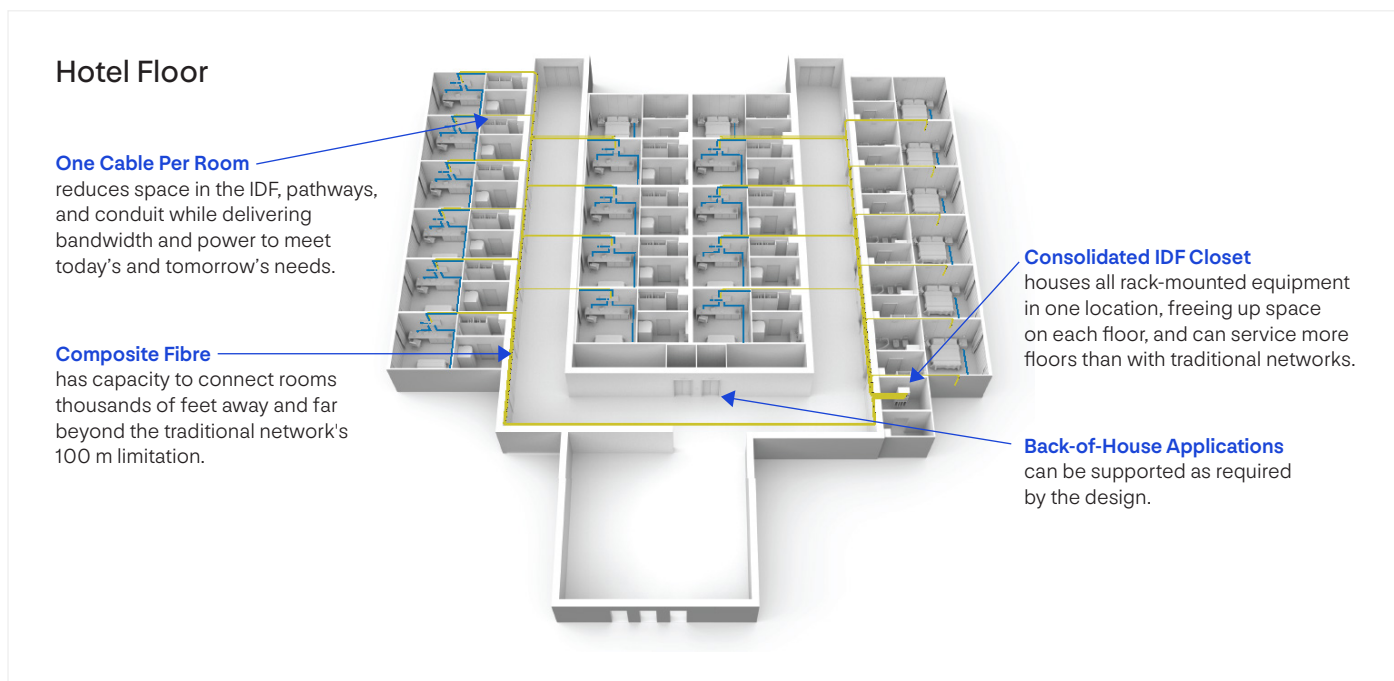 Hotel Floor
One Cable Per Room
reduces space in the IDF, pathways,
and conduit while delivering
bandwidth and power to meet
today’s and tomorrow’s needs.
Composite Fibre
has capacity to connect rooms
thousands of feet away and far
beyond the traditional network's
100 m limitation.
Consolidated IDF Closet
houses all rack-mounted equipment
in one location, freeing up space
on each floor, and can service more
floors than with traditional networks.
Back-of-House Applications
can be supported as required
by the design.